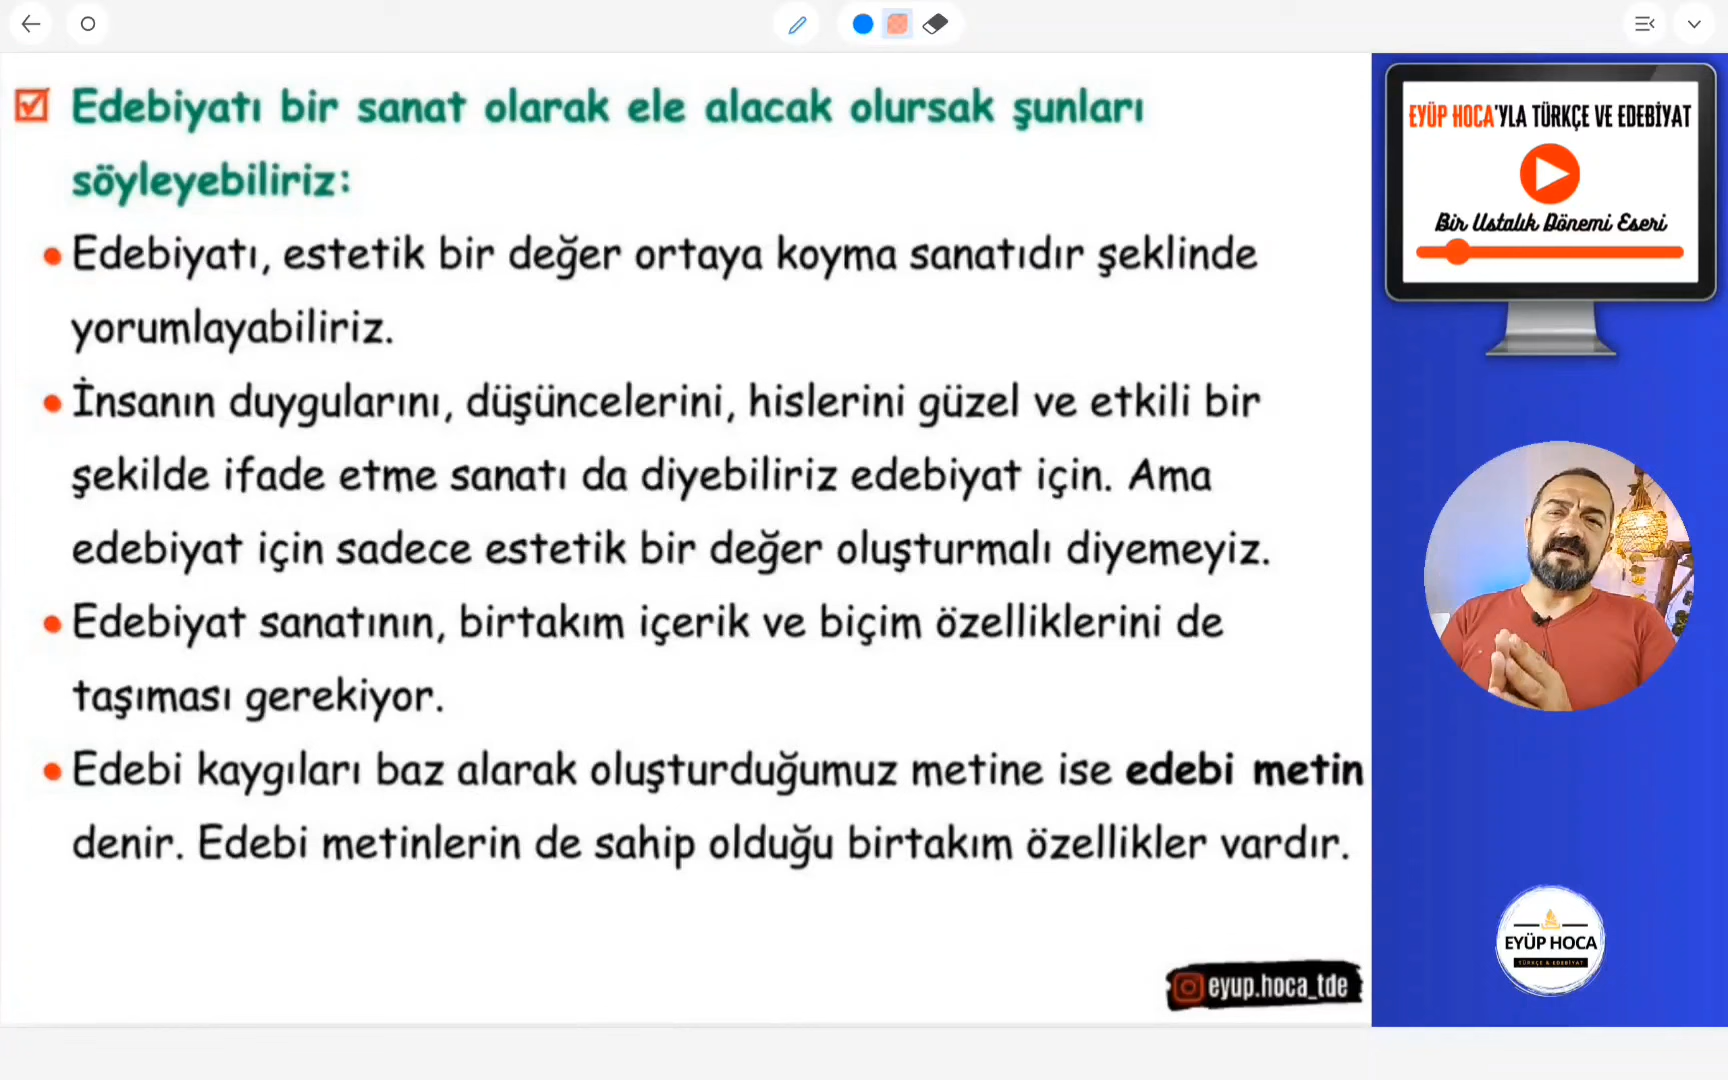 Edebiyatı bir sanat olarak ele alacak olursak şunları
söyleyebiliriz:
Edebiyatı, estetik bir değer ortaya koyma sanatıdır şeklinde
yorumlayabiliriz.
İnsanın duygularını, düşüncelerini, hislerini güzel ve etkili bir
şekilde ifade etme sanatı da diyebiliriz edebiyat için. Ama
edebiyat için sadece estetik bir değer oluşturmalı diyemeyiz.
Edebiyat sanatının, birtakım içerik ve biçim özelliklerini de
taşıması gerekiyor.
Edebi kaygıları baz alarak oluşturduğumuz metine ise edebi metin
denir. Edebi metinlerin de sahip olduğu birtakım özellikler vardır.
eyup.hoca_tde
EYÜP HOCA'YLA TÜRKÇE VE EDEBİYAT
Bir Ustalık Dönemi Eseri
EYÜP HOCA
TÜRKÇE & EDEBİYAT